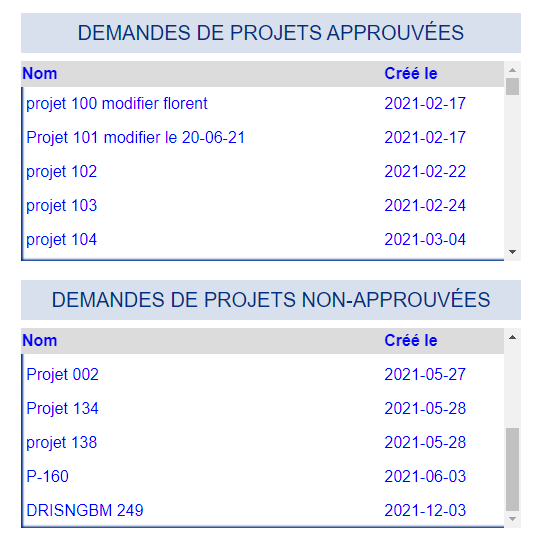 DEMANDES DE PROJETS APPROUVÉES
Nom Créé le
projet 100 modifier florent 2021-02-17
Projet 101 modifier le 20-06-21 2021-02-17
projet 102 2021-02-22
projet 103 2021-02-24
projet 104 2021-03-04
DEMANDES DE PROJETS NON-APPROUVÉES
Nom Créé le
Projet 002 2021-05-27
Projet 134 2021-05-28
projet 138 2021-05-28
P-160 2021-06-03
DRISNGBM 249 2021-12-03